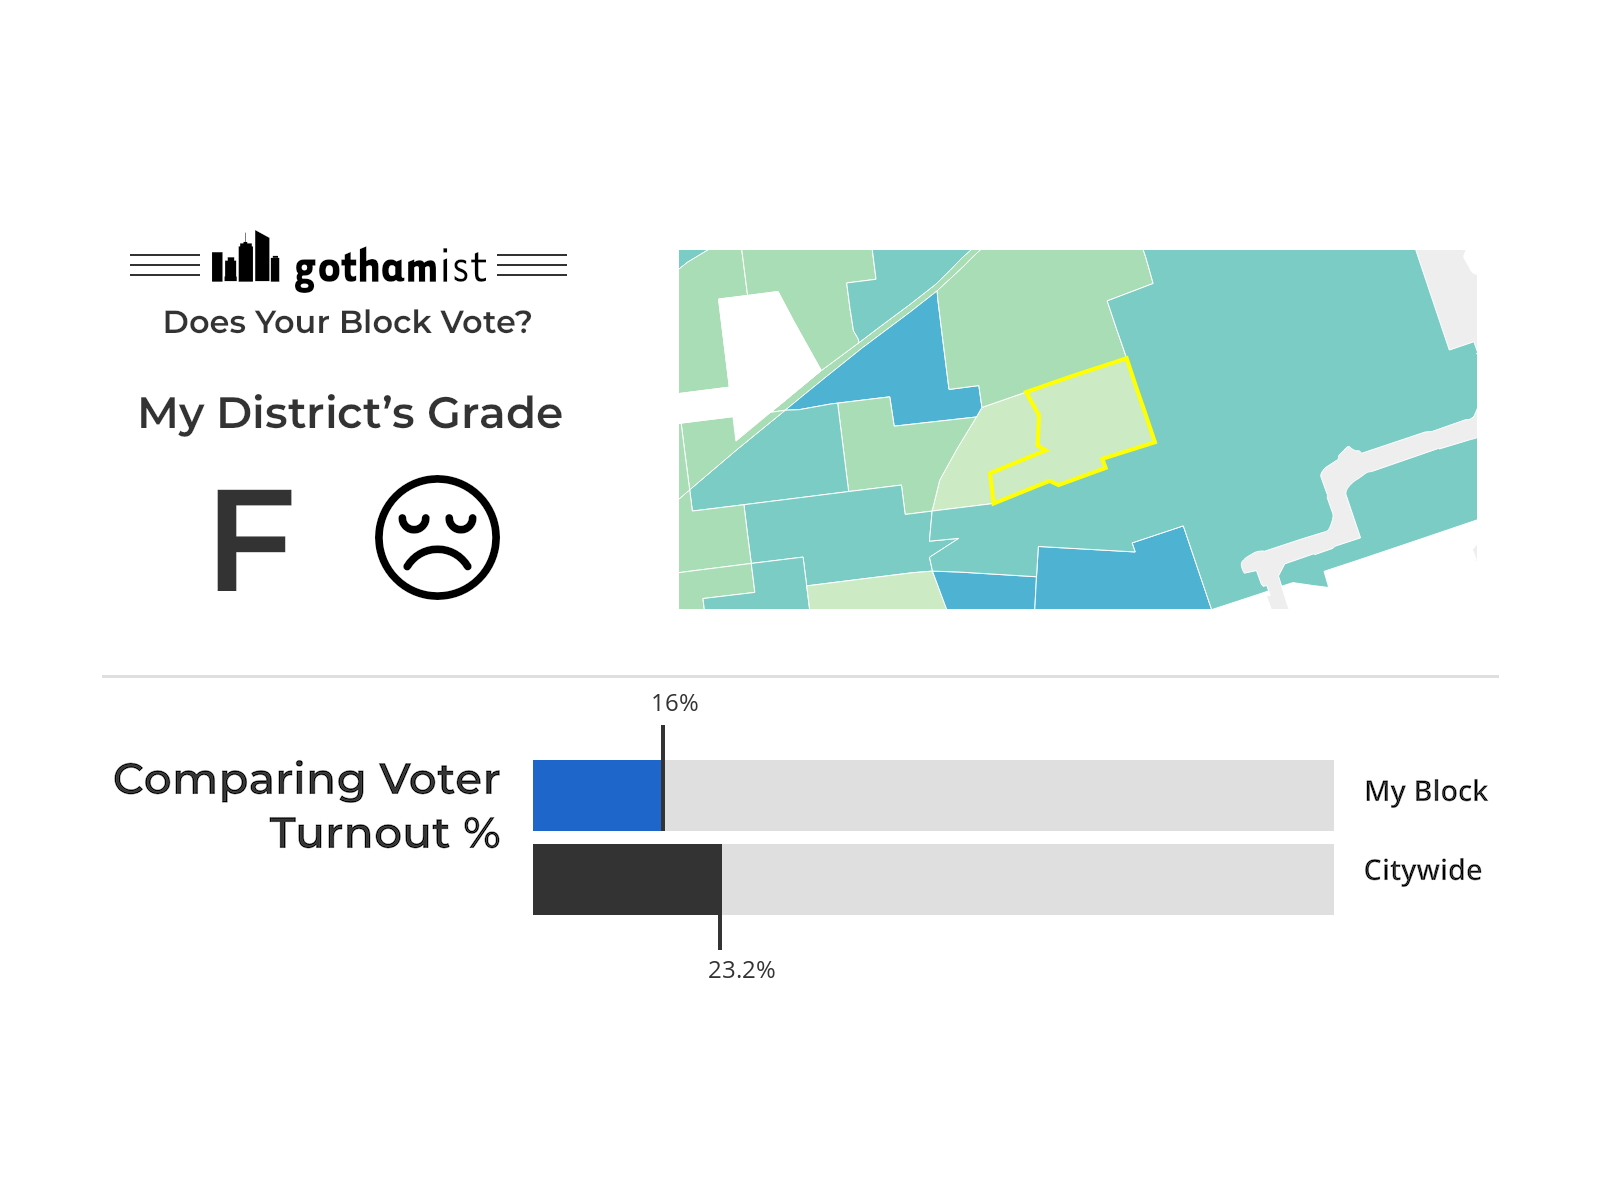 gothamist
Does Your Block Vote?
My District's Grade
F
16%
Comparing Voter
Turnout %
My Block
Citywide
23.2%